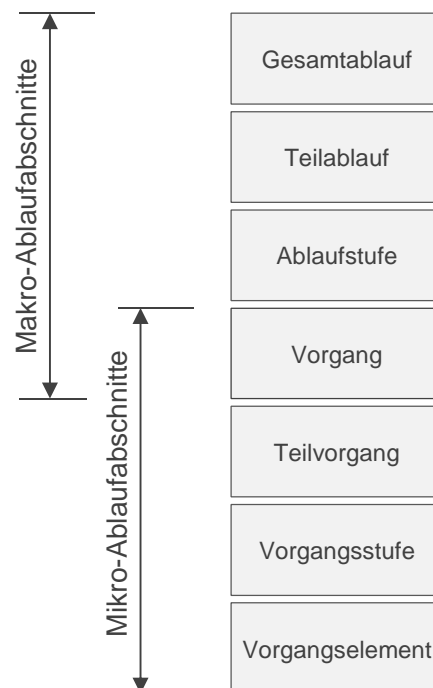 Makro-Ablaufabschnitte
Mikro-Ablaufabschnitte
Gesamtablauf
Teilablauf
Ablaufstufe
Vorgang
Teilvorgang
Vorgangsstufe
Vorgangselement